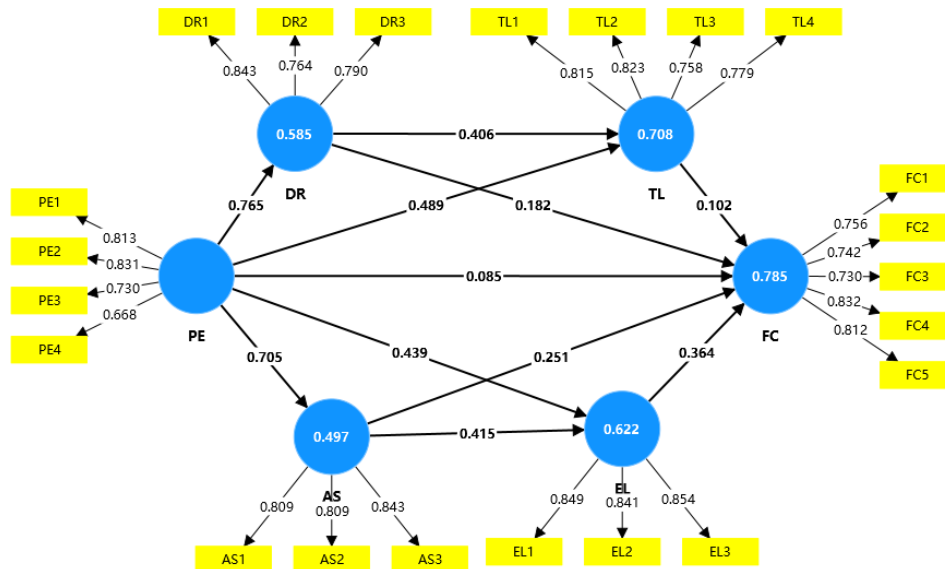 DR1 DR2 DR3 TL1 TL2 TL3 TL4
0.843 0.764 0.790 0.815 0.823 0.758 0.779
0.585 0.406 0.708
DR TL
PE1 0.765 0.489 0.182 0.102 FC1
0.813 0.756
PE2 0.831 0.742 FC2
PE3 0.730 0.085 0.785 0.730 FC3
PE4 0.668 0.832 FC4
PE FC
0.812 FC5
0.705 0.439 0.251 0.364
0.497 0.415 0.622
AS EL
0.809 0.809 0.843 0.849 0.841 0.854
AS1 AS2 AS3 EL1 EL2 EL3